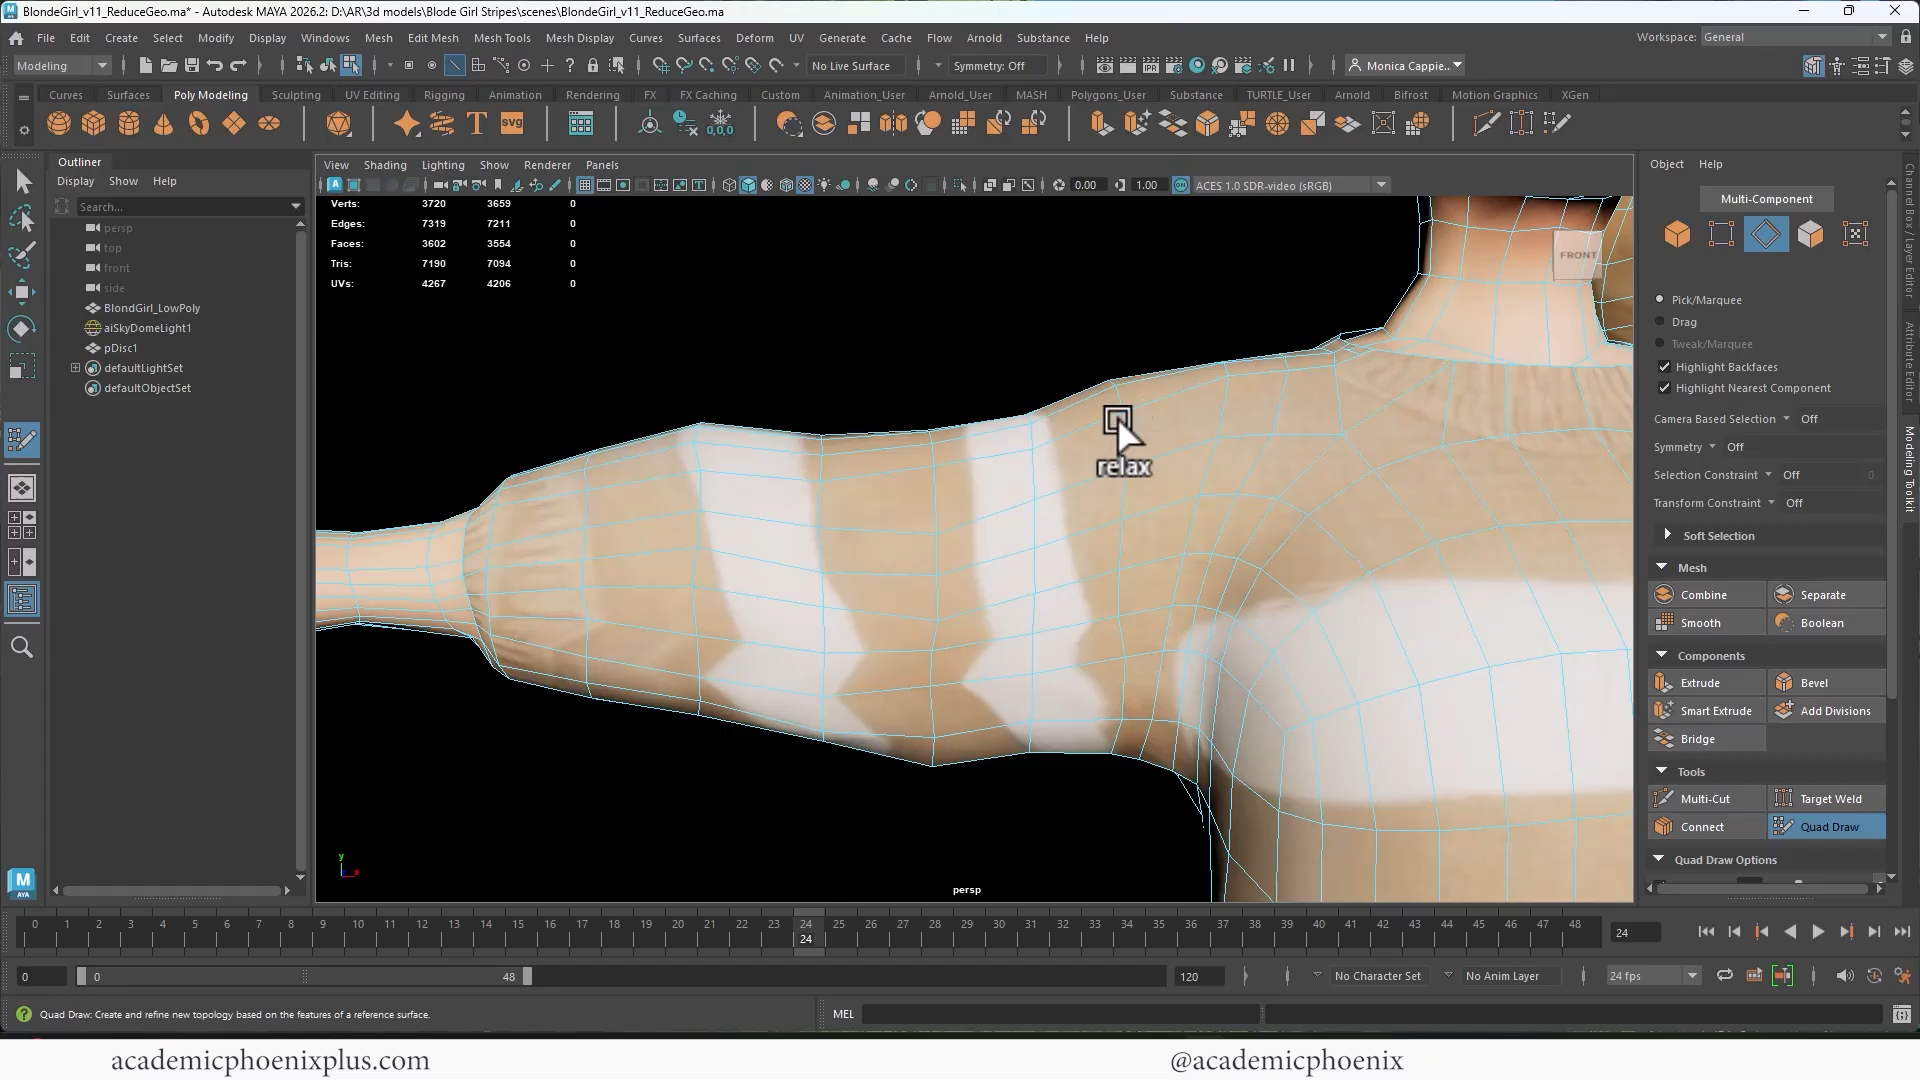 BlondeGirl_v11_ReduceGeo.ma* - Autodesk MAYA 2026.2: D:\AR\3d models\Blode Girl Stripes\scenes\BlondeGirl_v11_ReduceGeo.ma
File Edit Create Select Modify Display Windows Mesh Edit Mesh Mesh Tools Mesh Display Curves Surfaces Deform UV Generate Cache Flow Arnold Substance Help
Workspace: General
Modeling No Live Surface Symmetry: Off Monica Cappie..
Curves Surfaces Poly Modeling Sculpting UV Editing Rigging Animation Rendering FX FX Caching Custom Animation_User Arnold_User MASH Polygons_User Substance TURTLE_User Arnold Bifrost Motion Graphics XGen
Outliner
Display Show Help
Search...
persp
top
front
side
BlondGirl_LowPoly
aiSkyDomeLight1
pDisc1
defaultLightSet
defaultObjectSet
View Shading Lighting Show Renderer Panels
0.00 1.00 ACES 1.0 SDR-video (sRGB)
Verts: 3720 3659 0
Edges: 7319 7211 0
Faces: 3602 3554 0
Tris: 7190 7094 0
UVs: 4267 4206 0
FRONT
relax
y
x
persp
Object Help
Multi-Component
Pick/Marquee
Drag
Tweak/Marquee
Highlight Backfaces
Highlight Nearest Component
Camera Based Selection Off
Symmetry Off
Selection Constraint Off 0
Transform Constraint Off
Soft Selection
Mesh
Combine Separate
Smooth Boolean
Components
Extrude Bevel
Smart Extrude Add Divisions
Bridge
Tools
Multi-Cut Target Weld
Connect Quad Draw
Quad Draw Options
Channel Box / Layer Editor
Attribute Editor
Modeling Toolkit
0 1 2 3 4 5 6 7 8 9 10 11 12 13 14 15 16 17 18 19 20 21 22 23 24 25 26 27 28 29 30 31 32 33 34 35 36 37 38 39 40 41 42 43 44 45 46 47 48
24
24
0 0 48 120 No Character Set No Anim Layer 24 fps
Quad Draw: Create and refine new topology based on the features of a reference surface.
MEL
academicphoenixplus.com
@academicphoenix